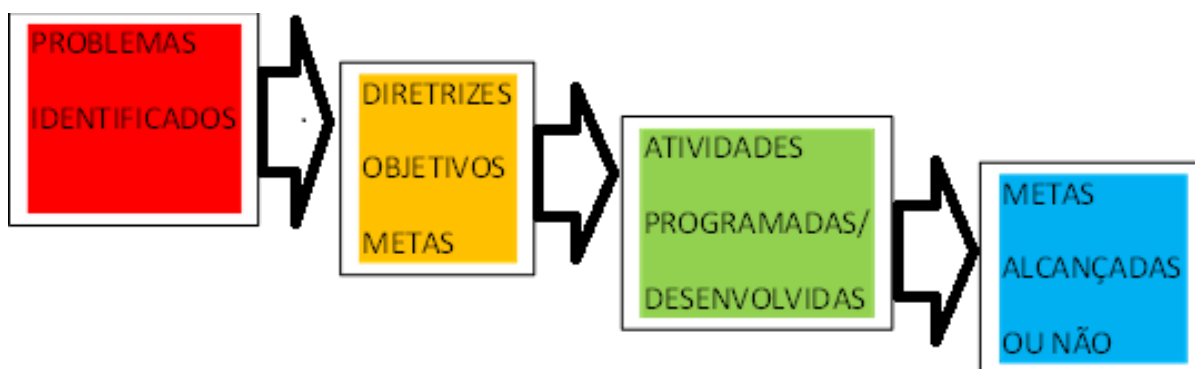 PROBLEMAS
IDENTIFICADOS
DIRETRIZES
OBJETIVOS
METAS
ATIVIDADES
PROGRAMADAS/
DESENVOLVIDAS
METAS
ALCANÇADAS
OU NÃO